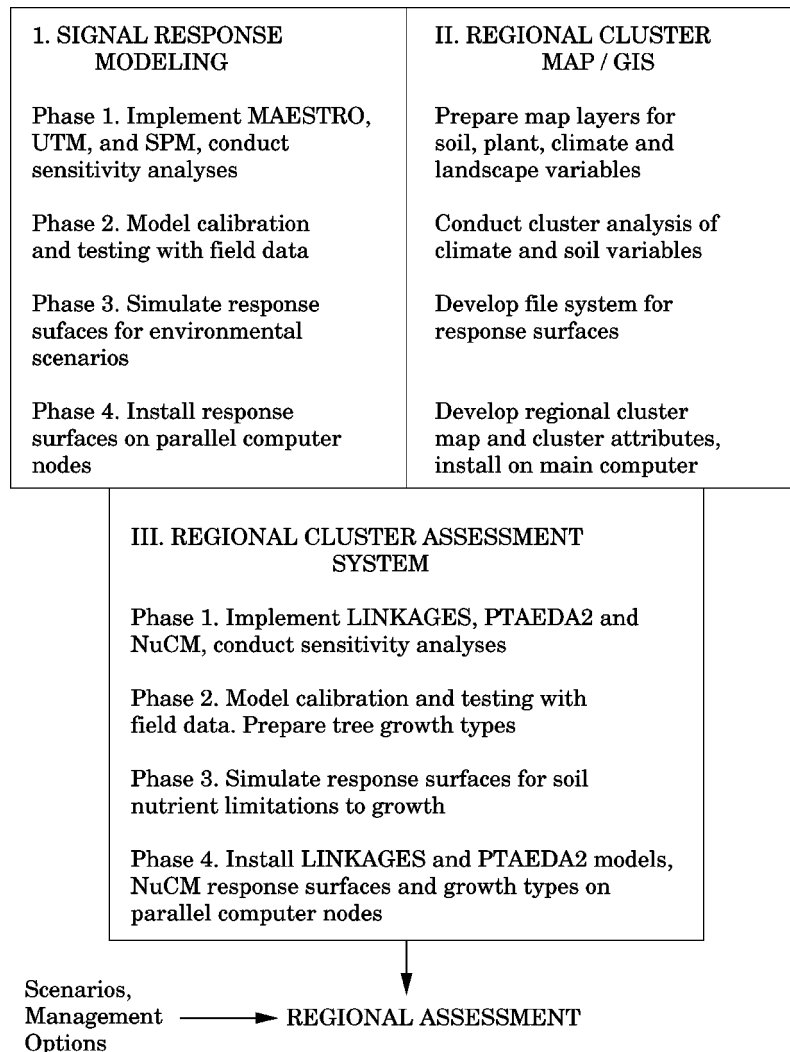 1. SIGNAL RESPONSE
MODELING
Phase 1. Implement MAESTRO,
UTM, and SPM, conduct
sensitivity analyses
Phase 2. Model calibration
and testing with field data
Phase 3. Simulate response
sufaces for environmental
scenarios
Phase 4. Install response
surfaces on parallel computer
nodes
II. REGIONAL CLUSTER
MAP / GIS
Prepare map layers for
soil, plant, climate and
landscape variables
Conduct cluster analysis of
climate and soil variables
Develop file system for
response surfaces
Develop regional cluster
map and cluster attributes,
install on main computer
III. REGIONAL CLUSTER ASSESSMENT
SYSTEM
Phase 1. Implement LINKAGES, PTAEDA2 and
NuCM, conduct sensitivity analyses
Phase 2. Model calibration and testing with
field data. Prepare tree growth types
Phase 3. Simulate response surfaces for soil
nutrient limitations to growth
Phase 4. Install LINKAGES and PTAEDA2 models,
NuCM response surfaces and growth types on
parallel computer nodes
Scenarios,
Management
Options
REGIONAL ASSESSMENT